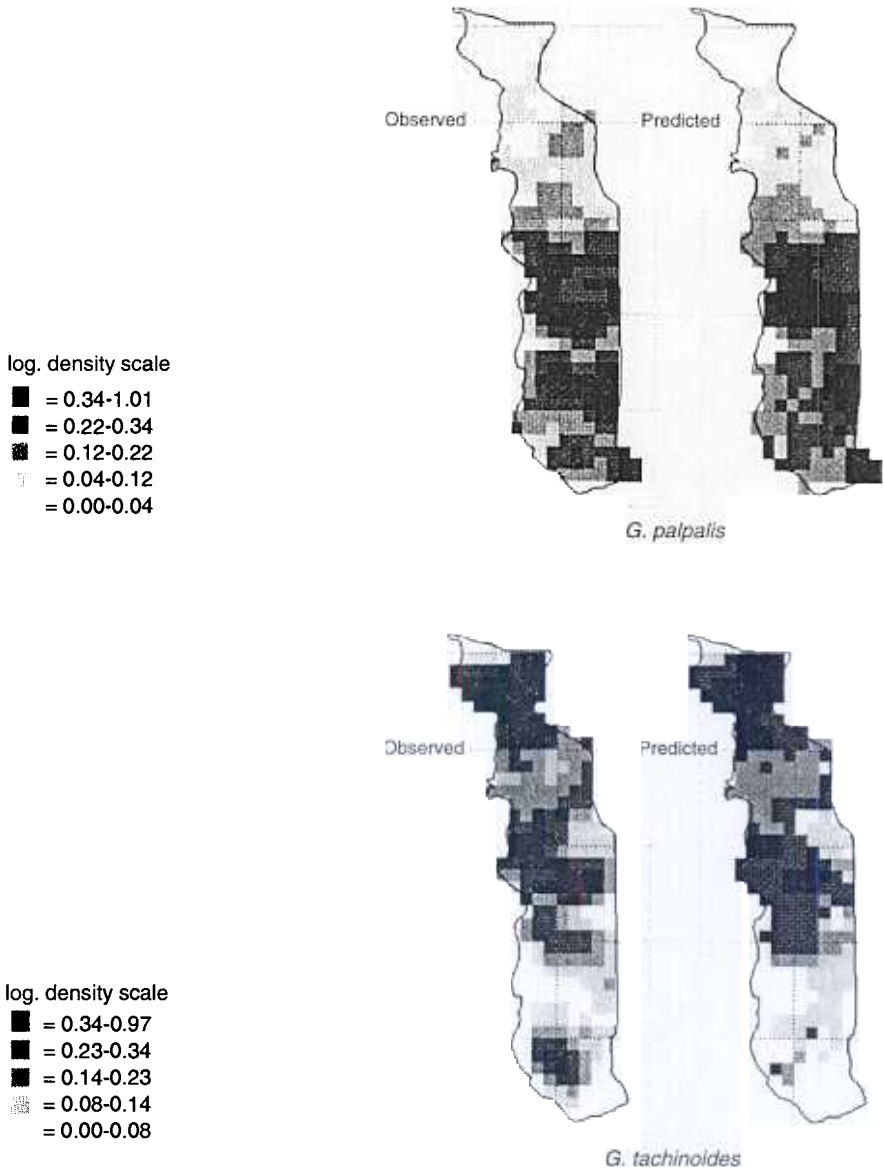 Observed
Predicted
log. density scale
= 0.34-1.01
= 0.22-0.34
= 0.12-0.22
= 0.04-0.12
= 0.00-0.04
G. palpalis
Observed
Predicted
log. density scale
= 0.34-0.97
= 0.23-0.34
= 0.14-0.23
= 0.08-0.14
= 0.00-0.08
G. tachinoides